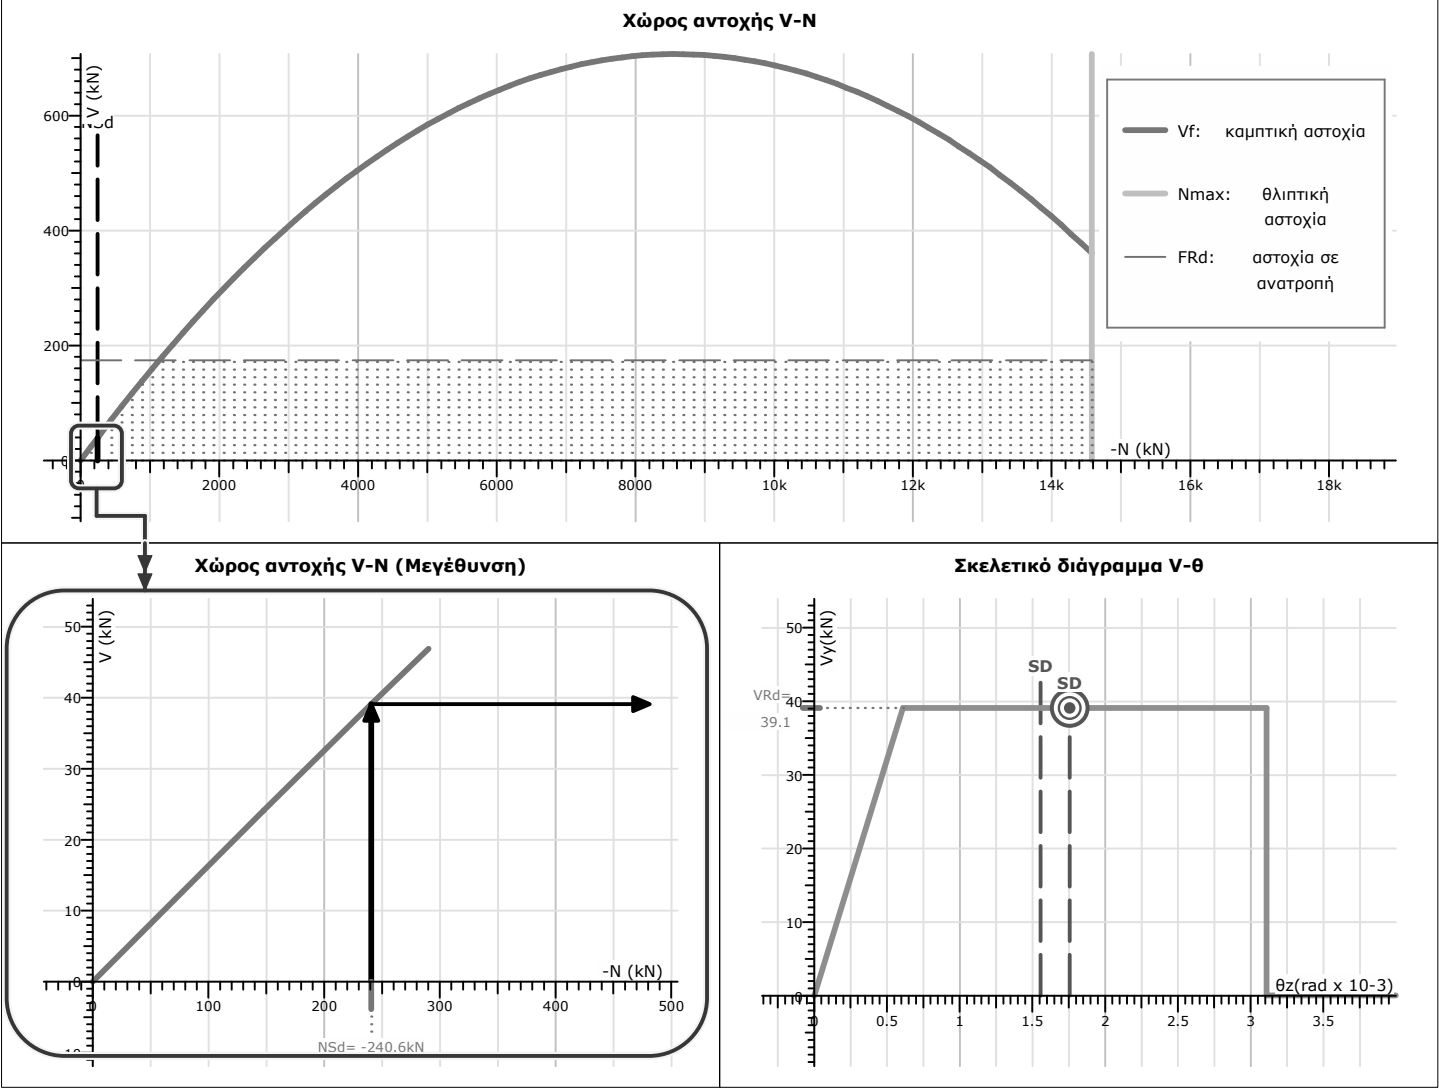 Χώρος αντοχής V-N
V (kN)
600
400
200
0
-N (kN)
2000
4000
6000
8000
10k
12k
14k
16k
18k
Vf: καμπτική αστοχία
Nmax: θλιπτική
αστοχία
FRd: αστοχία σε
ανατροπή
Χώρος αντοχής V-N (Μεγέθυνση)
V (kN)
50
40
30
20
10
0
-N (kN)
0
100
200
300
400
500
NSd= -240.6kN
Σκελετικό διάγραμμα V-θ
Vy(kN)
50
40
30
20
10
0
SD
SD
VRd=
39.1
θz(rad x 10-3)
0
0.5
1
1.5
2
2.5
3
3.5